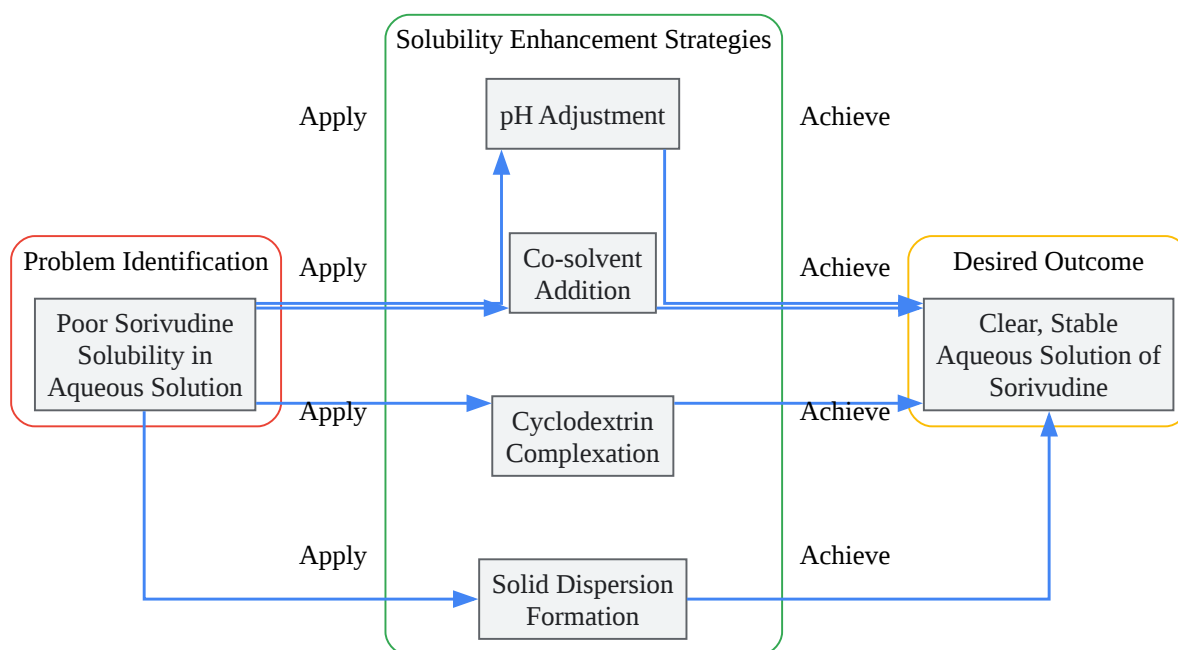 Solubility Enhancement Strategies
Apply
pH Adjustment
Achieve
Problem Identification
Apply
Co-solvent
Addition
Achieve
Desired Outcome
Poor Sorivudine
Solubility in
Aqueous Solution
Clear, Stable
Aqueous Solution of
Sorivudine
Apply
Cyclodextrin
Complexation
Achieve
Apply
Solid Dispersion
Formation
Achieve